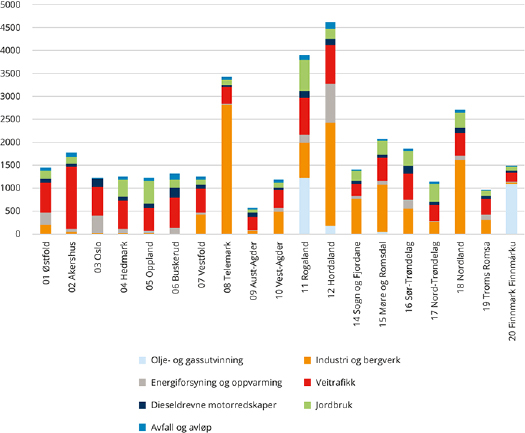 5000
4500
4000
3500
3000
2500
2000
1500
1000
500
0
01 Østfold
02 Akershus
03 Oslo
04 Hedmark
05 Oppland
06 Buskerud
07 Vestfold
08 Telemark
09 Aust-Agder
10 Vest-Agder
11 Rogaland
12 Hordaland
14 Sogn og Fjordane
15 Møre og Romsdal
16 Sør-Trøndelag
17 Nord-Trøndelag
18 Nordland
19 Troms Romsa
20 Finnmark Finnmárku
Olje- og gassutvinning
Industri og bergverk
Energiforsyning og oppvarming
Veitrafikk
Dieseldrevne motorredskaper
Jordbruk
Avfall og avløp